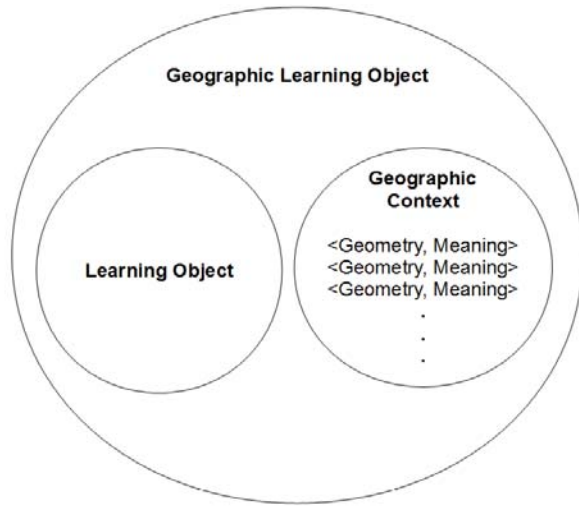 Geographic Learning Object
Learning Object
Geographic
Context
<Geometry, Meaning>
<Geometry, Meaning>
<Geometry, Meaning>
.
.
.